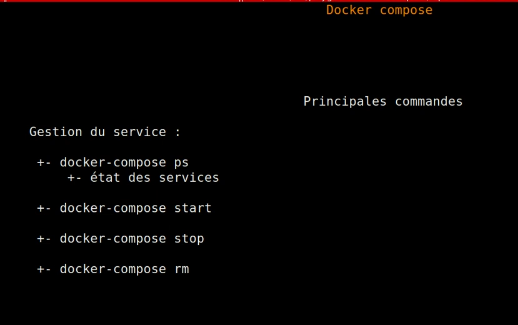 Docker compose
Principales commandes
Gestion du service :
+- docker-compose ps
+- état des services
+- docker-compose start
+- docker-compose stop
+- docker-compose rm